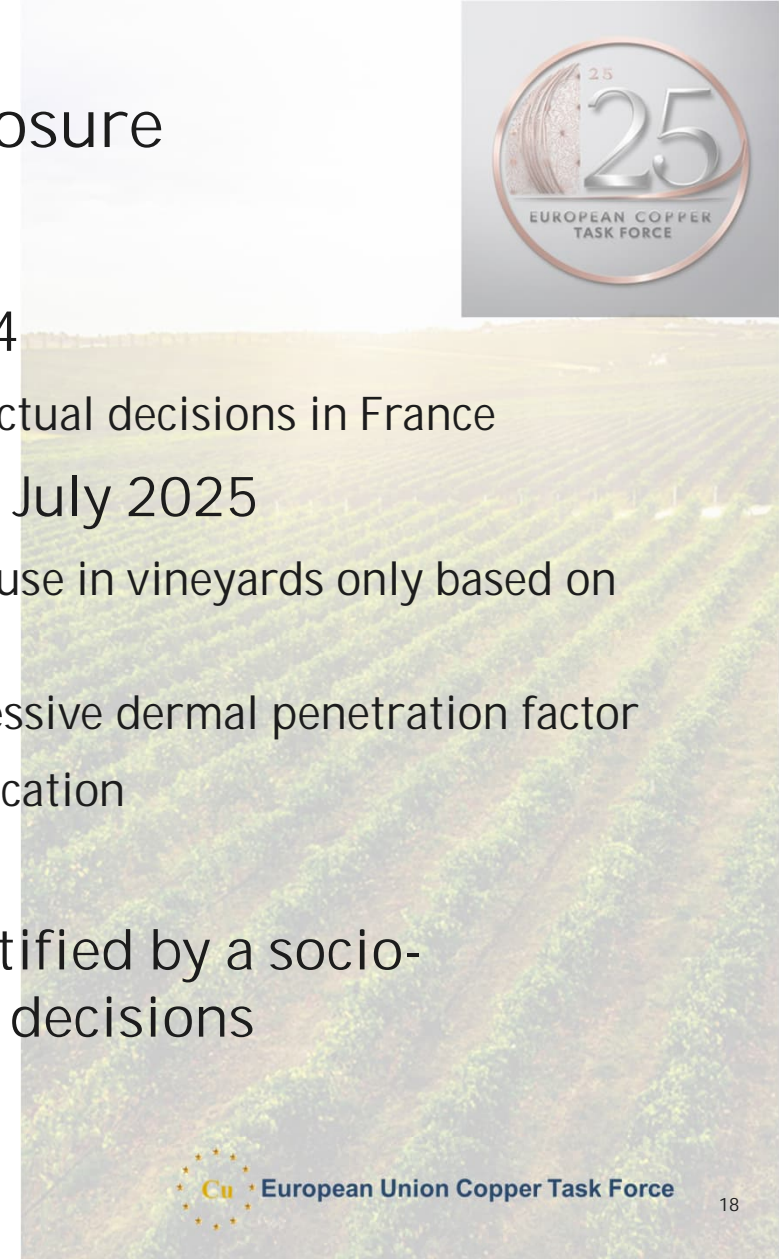 osure
25
25
EUROPEAN COPPER
TASK FORCE
4
ctual decisions in France
July 2025
use in vineyards only based on
essive dermal penetration factor
cation
tified by a socio-
decisions
Cu European Union Copper Task Force
18